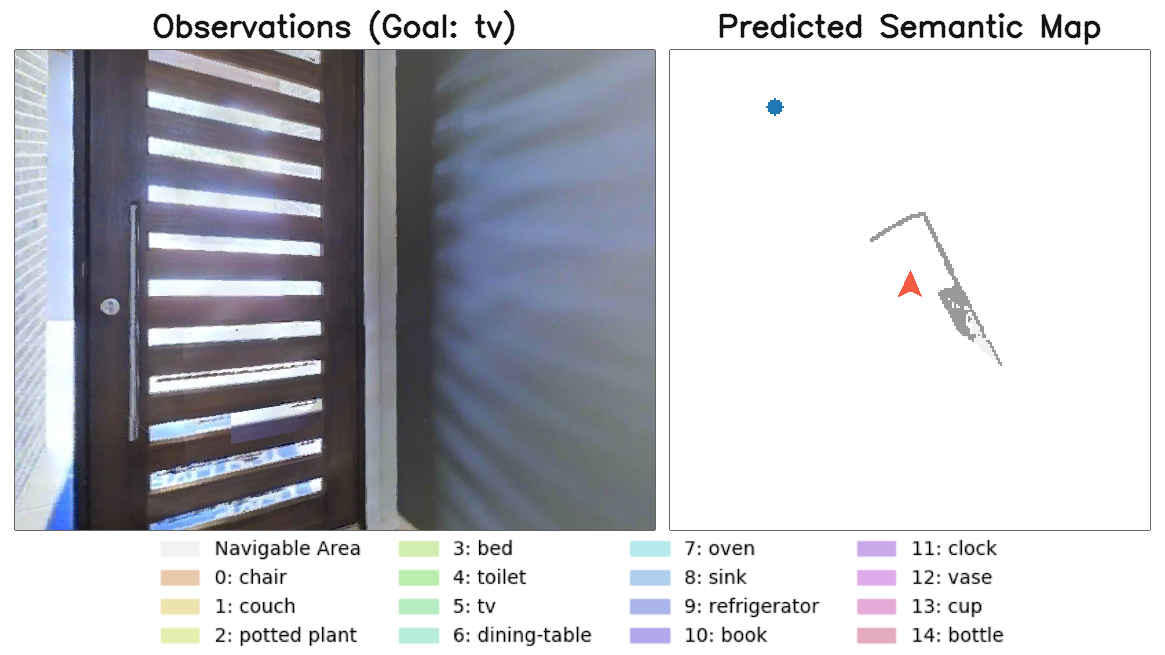 Observations (Goal: tv)
Predicted Semantic Map
Navigable Area
0: chair
1: couch
2: potted plant
3: bed
4: toilet
5: tv
6: dining-table
7: oven
8: sink
9: refrigerator
10: book
11: clock
12: vase
13: cup
14: bottle